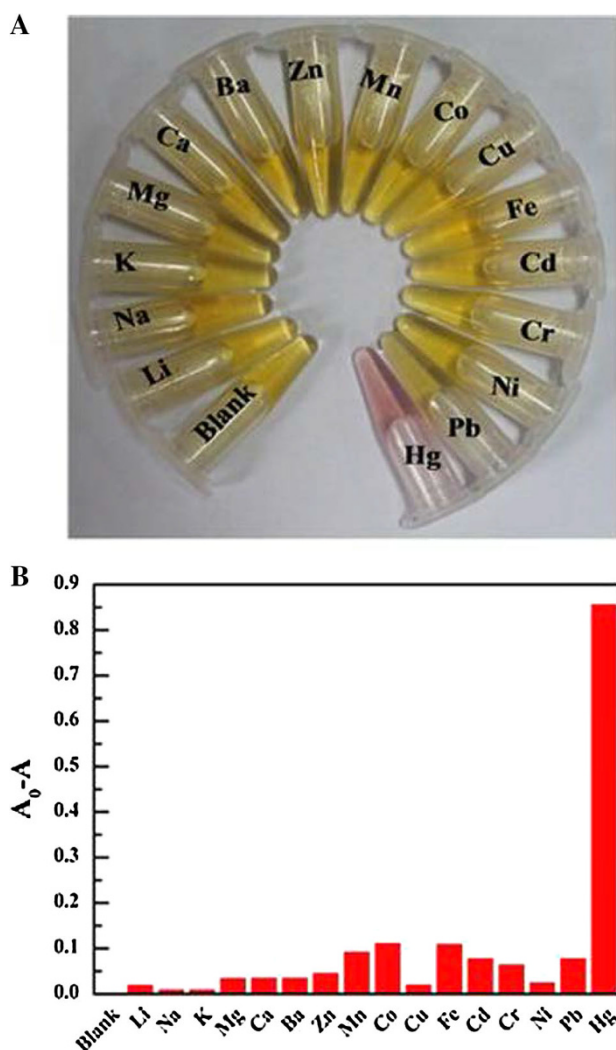 A
Blank
Li
Na
K
Mg
Ca
Ba
Zn
Mn
Co
Cu
Fe
Cd
Cr
Ni
Pb
Hg
B
0.9
0.8
0.7
0.6
0.5
0.4
0.3
0.2
0.1
0.0
A₀-A
Blank Li Na K Mg Ca Ba Zn Mn Co Cu Fe Cd Cr Ni Pb Hg